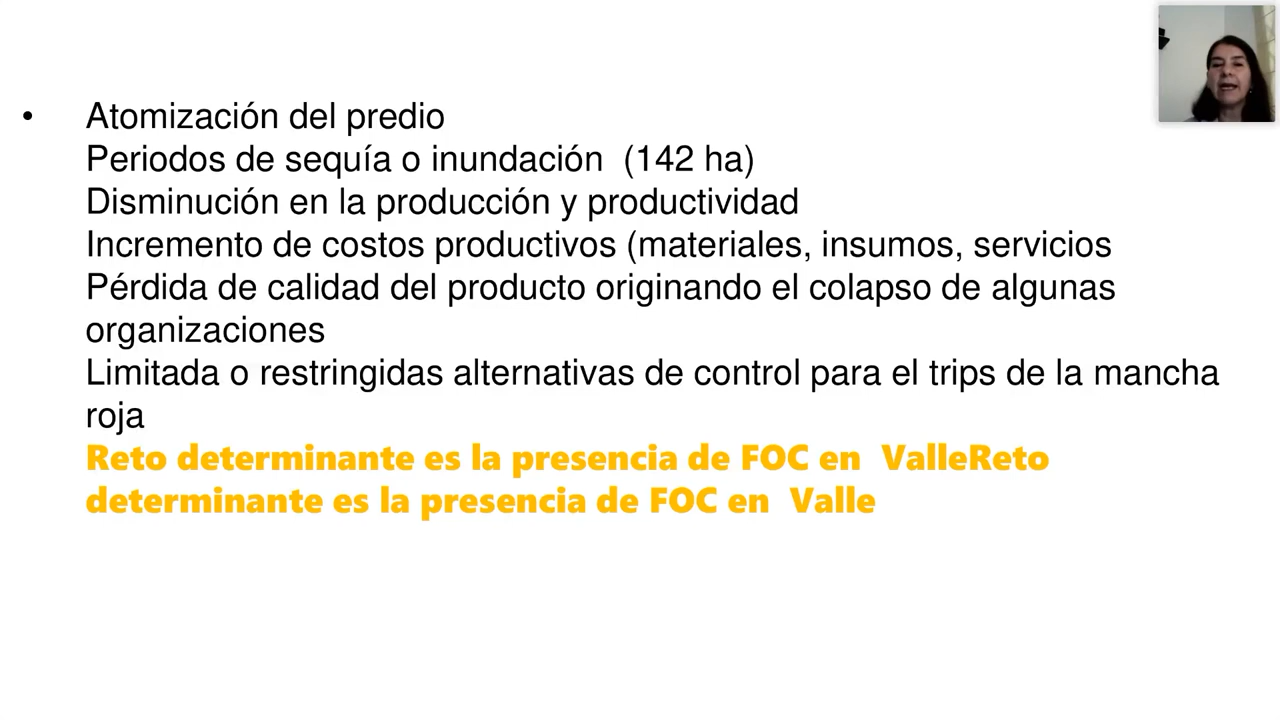 • Atomización del predio
Periodos de sequía o inundación  (142 ha)
Disminución en la producción y productividad
Incremento de costos productivos (materiales, insumos, servicios
Pérdida de calidad del producto originando el colapso de algunas
organizaciones
Limitada o restringidas alternativas de control para el trips de la mancha
roja
Reto determinante es la presencia de FOC en  ValleReto
determinante es la presencia de FOC en  Valle